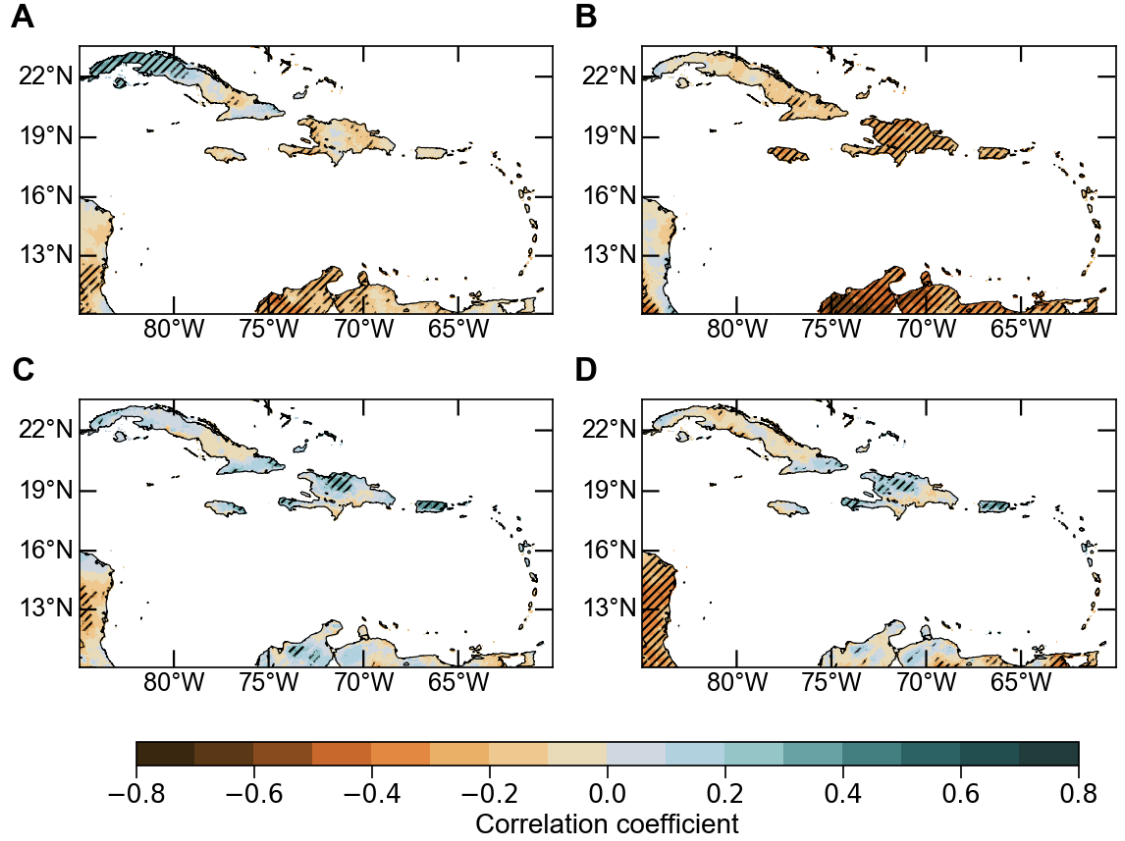 A B
22°N 22°N
19°N 19°N
16°N 16°N
13°N 13°N
80°W 75°W 70°W 65°W 80°W 75°W 70°W 65°W
C D
22°N 22°N
19°N 19°N
16°N 16°N
13°N 13°N
80°W 75°W 70°W 65°W 80°W 75°W 70°W 65°W
−0.8 −0.6 −0.4 −0.2 0.0 0.2 0.4 0.6 0.8
Correlation coefficient